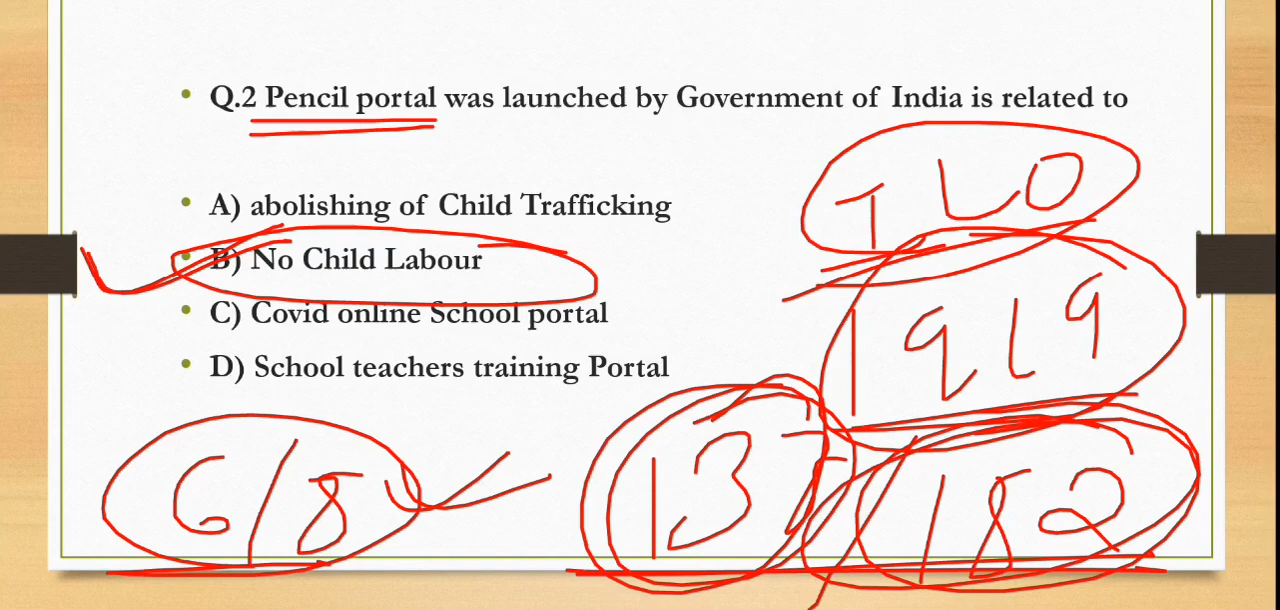 Q.2 Pencil portal was launched by Government of India is related to
A) abolishing of Child Trafficking
B) No Child Labour
C) Covid online School portal
D) School teachers training Portal
ILO
1919
6/8
182